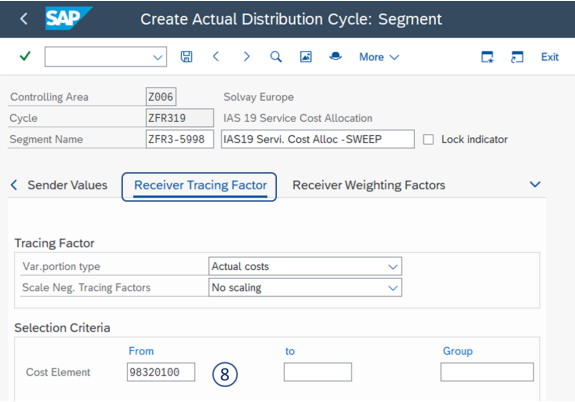 SAP Create Actual Distribution Cycle: Segment
More Exit
Controlling Area Z006 Solvay Europe
Cycle ZFR319 IAS 19 Service Cost Allocation
Segment Name ZFR3-5998 IAS19 Servi. Cost Alloc -SWEEP Lock indicator
Sender Values Receiver Tracing Factor Receiver Weighting Factors
Tracing Factor
Var.portion type Actual costs
Scale Neg. Tracing Factors No scaling
Selection Criteria
From to Group
Cost Element 98320100 8